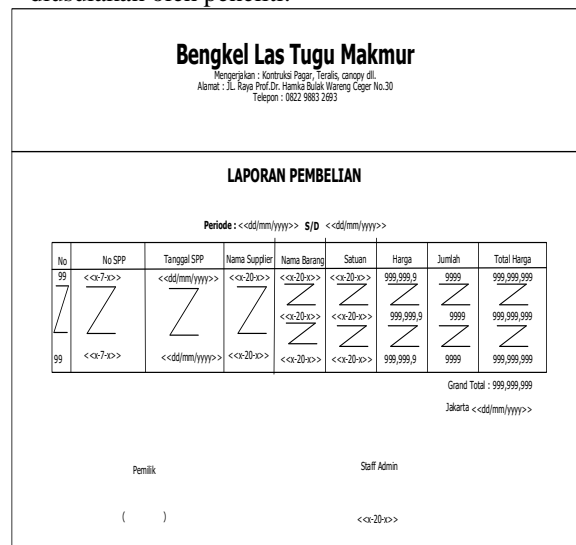 diusulkan oleh peneliti.
Bengkel Las Tugu Makmur
Mengerjakan : Kontruksi Pagar, Teralis, canopy dll.
Alamat : JL. Raya Prof.Dr. Hamka Bulak Wareng Ceger No.30
Telepon : 0822 9883 2693
LAPORAN PEMBELIAN
Periode : <<dd/mm/yyyy>> S/D <<dd/mm/yyyy>>
No No SPP Tanggal SPP Nama Supplier Nama Barang Satuan Harga Jumlah Total Harga
99 <<x-7-x>> <<dd/mm/yyyy>> <<x-20-x>> <<x-20-x>> <<x-20-x>> 999,999,9 9999 999,999,999
<<x-20-x>> <<x-20-x>> 999,999,9 9999 999,999,999
99 <<x-7-x>> <<dd/mm/yyyy>> <<x-20-x>> <<x-20-x>> <<x-20-x>> 999,999,9 9999 999,999,999
Grand Total : 999,999,999
Jakarta <<dd/mm/yyyy>>
Pemilik Staff Admin
( ) <<x-20-x>>